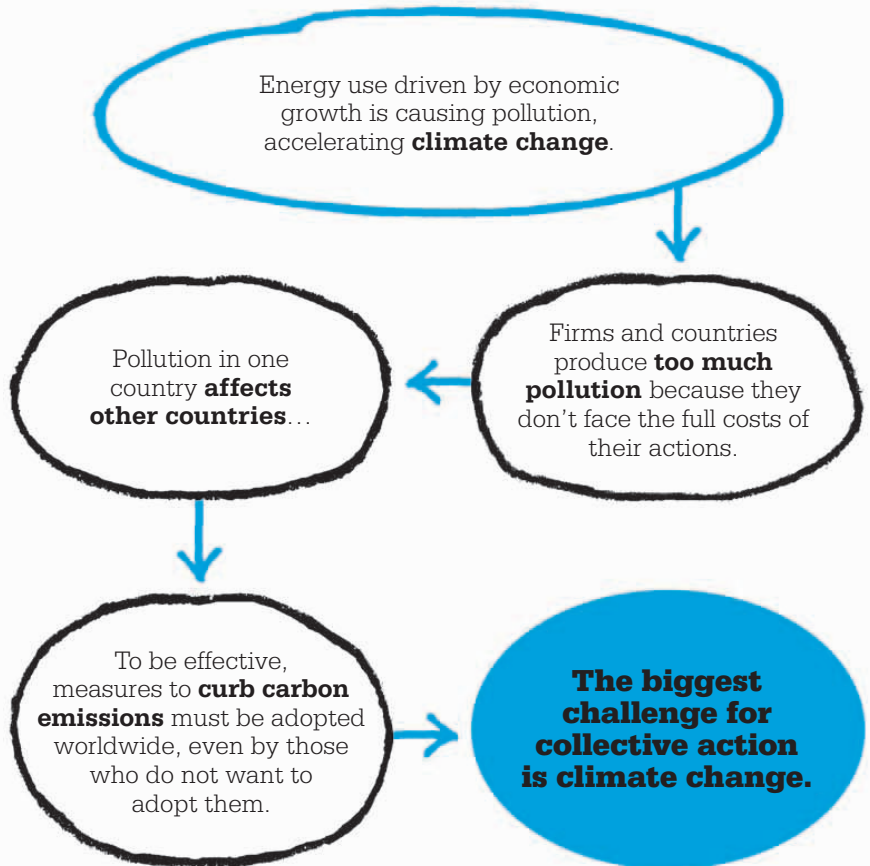 Energy use driven by economic
growth is causing pollution,
accelerating climate change.
Firms and countries
produce too much
pollution because they
don’t face the full costs of
their actions.
Pollution in one
country affects
other countries…
To be effective,
measures to curb carbon
emissions must be adopted
worldwide, even by those
who do not want to
adopt them.
The biggest
challenge for
collective action
is climate change.